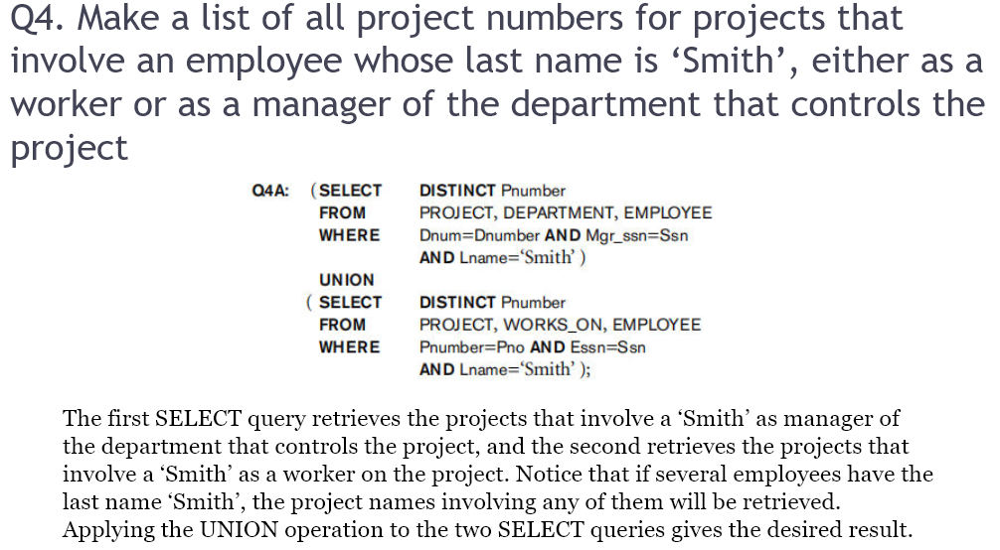 Q4. Make a list of all project numbers for projects that
involve an employee whose last name is ‘Smith’, either as a
worker or as a manager of the department that controls the
project
Q4A: ( SELECT DISTINCT Pnumber
FROM PROJECT, DEPARTMENT, EMPLOYEE
WHERE Dnum=Dnumber AND Mgr_ssn=Ssn
AND Lname=‘Smith’ )
UNION
( SELECT DISTINCT Pnumber
FROM PROJECT, WORKS_ON, EMPLOYEE
WHERE Pnumber=Pno AND Essn=Ssn
AND Lname=‘Smith’ );
The first SELECT query retrieves the projects that involve a ‘Smith’ as manager of
the department that controls the project, and the second retrieves the projects that
involve a ‘Smith’ as a worker on the project. Notice that if several employees have the
last name ‘Smith’, the project names involving any of them will be retrieved.
Applying the UNION operation to the two SELECT queries gives the desired result.